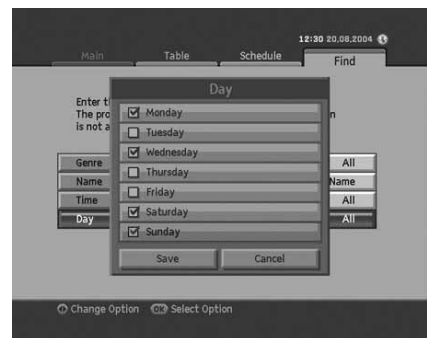 12:30 20,08,2004
Main Table Schedule Find
Day
Enter t
The pro n
is not a
Monday
Tuesday
Wednesday
Thursday
Friday
Saturday
Sunday
Genre All
Name Name
Time All
Day All
Save Cancel
Change Option OK Select Option